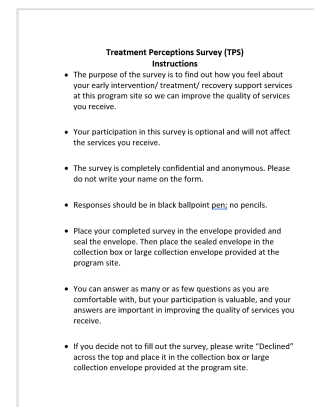 Treatment Perceptions Survey (TPS)
Instructions
• The purpose of the survey is to find out how you feel about
your early intervention/ treatment/ recovery support services
at this program site so we can improve the quality of services
you receive.
• Your participation in this survey is optional and will not affect
the services you receive.
• The survey is completely confidential and anonymous. Please
do not write your name on the form.
• Responses should be in black ballpoint pen; no pencils.
• Place your completed survey in the envelope provided and
seal the envelope. Then place the sealed envelope in the
collection box or large collection envelope provided at the
program site.
• You can answer as many or as few questions as you are
comfortable with, but your participation is valuable, and your
answers are important in improving the quality of services you
receive.
• If you decide not to fill out the survey, please write “Declined”
across the top and place it in the collection box or large
collection envelope provided at the program site.